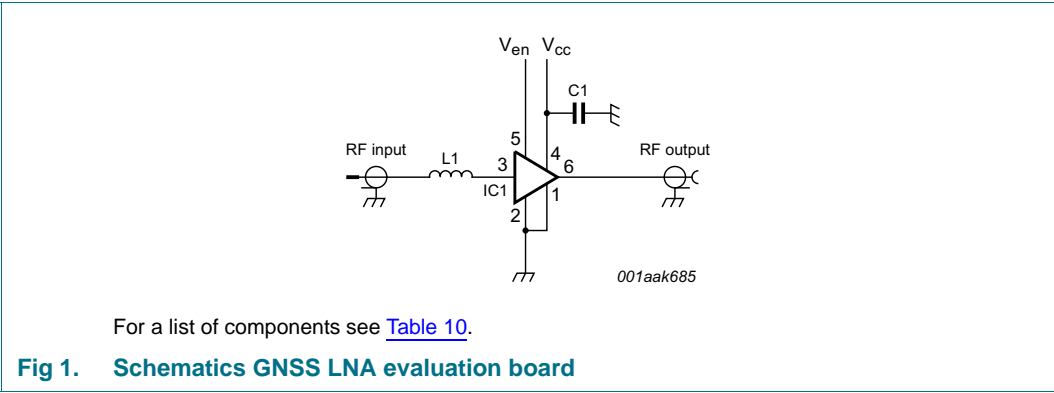 Ven Vcc
C1
5
4
RF input
L1
3
6
RF output
IC1
1
2
001aak685
For a list of components see Table 10.
Fig 1. Schematics GNSS LNA evaluation board